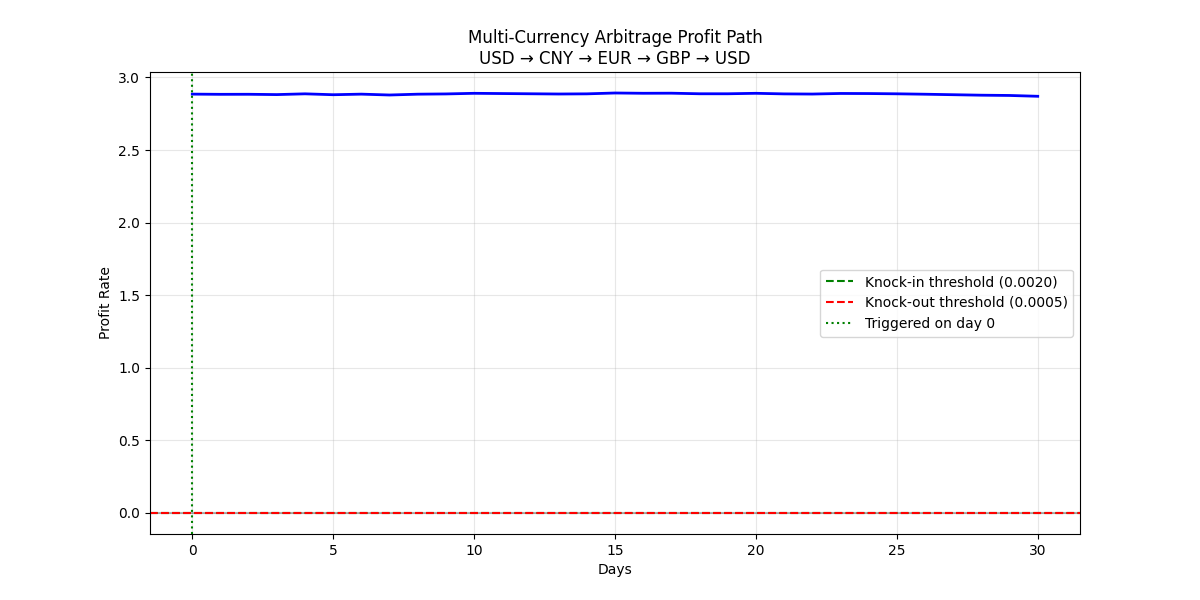 Multi-Currency Arbitrage Profit Path
USD → CNY → EUR → GBP → USD
3.0
2.5
2.0
1.5
1.0
0.5
0.0
Profit Rate
Knock-in threshold (0.0020)
Knock-out threshold (0.0005)
Triggered on day 0
0 5 10 15 20 25 30
Days